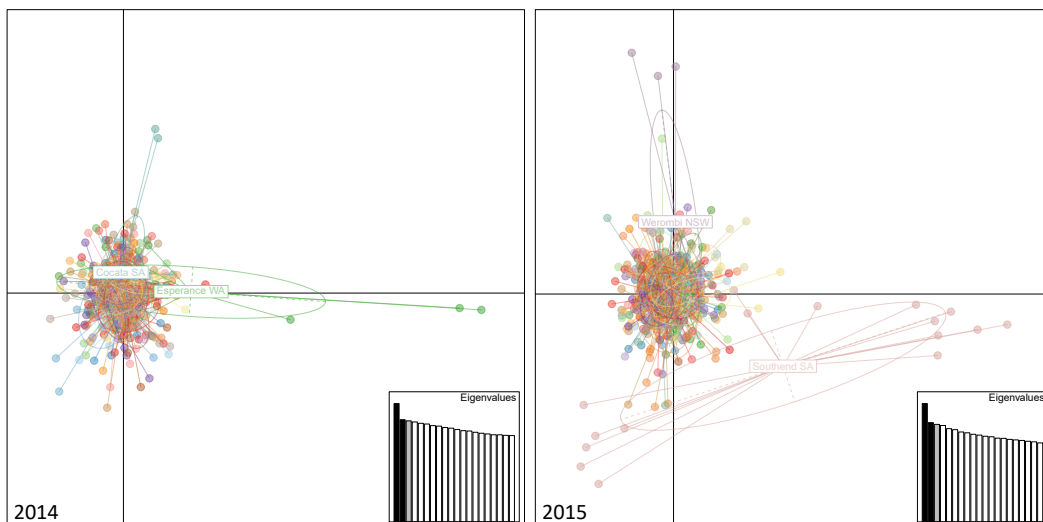 Cocata SA
Esperance WA
Eigenvalues
2014
Werombi NSW
Southend SA
Eigenvalues
2015